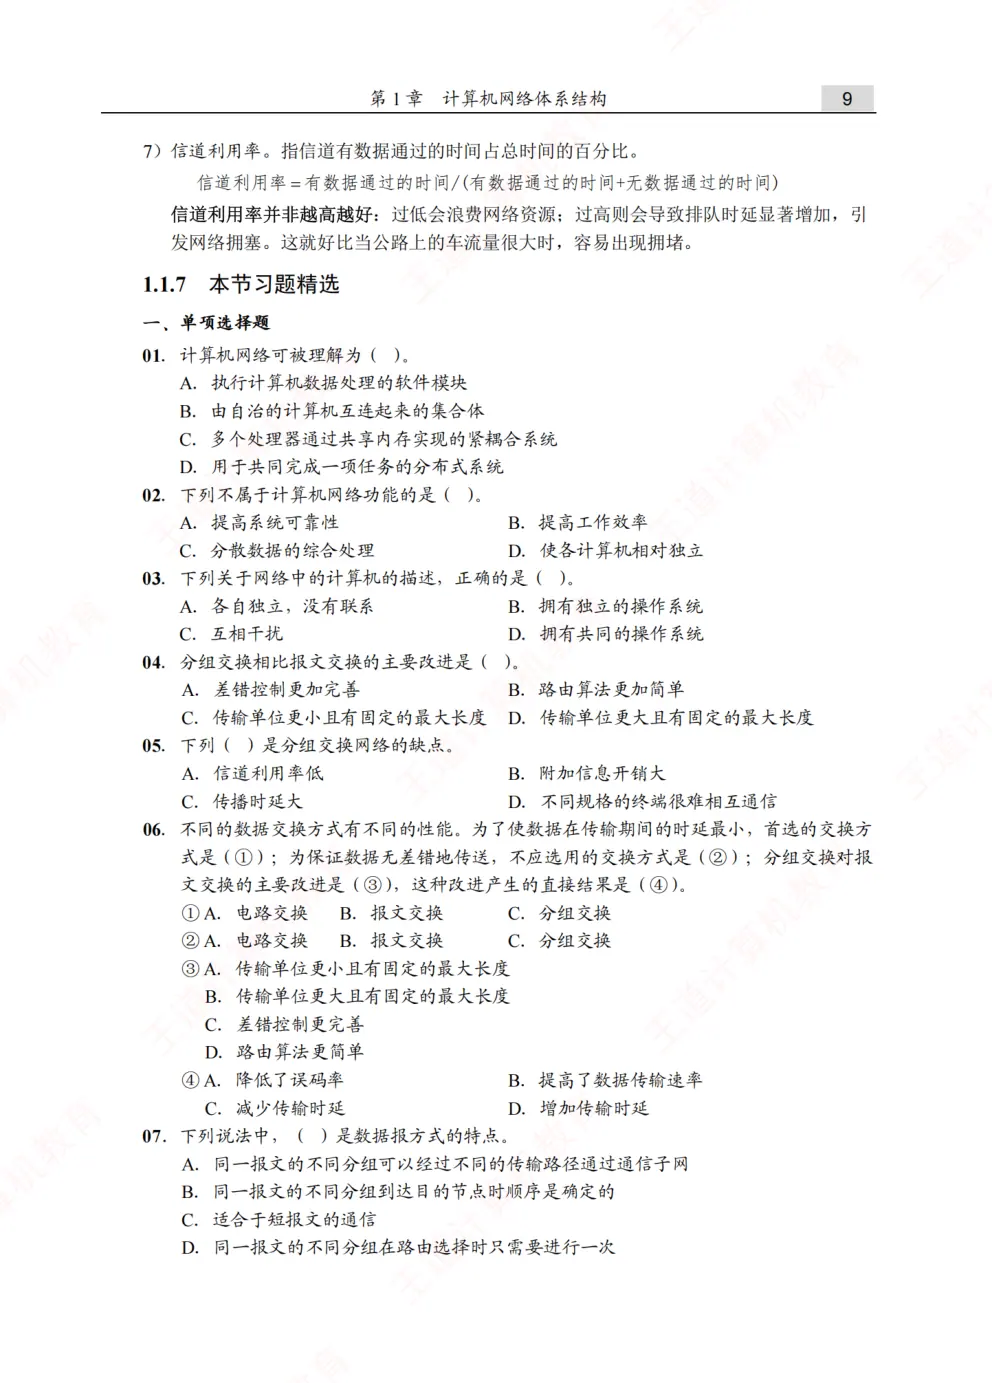 第 1 章　计算机网络体系结构
9
7）信道利用率。指信道有数据通过的时间占总时间的百分比。
信道利用率=有数据通过的时间/(有数据通过的时间+无数据通过的时间)
信道利用率并非越高越好：过低会浪费网络资源；过高则会导致排队时延显著增加，引
发网络拥塞。这就好比当公路上的车流量很大时，容易出现拥堵。
1.1.7　本节习题精选
一、单项选择题
01. 计算机网络可被理解为（　）。
A. 执行计算机数据处理的软件模块
B. 由自治的计算机互连起来的集合体
C. 多个处理器通过共享内存实现的紧耦合系统
D. 用于共同完成一项任务的分布式系统
02. 下列不属于计算机网络功能的是（　）。
A. 提高系统可靠性　B. 提高工作效率
C. 分散数据的综合处理　D. 使各计算机相对独立
03. 下列关于网络中的计算机的描述，正确的是（　）。
A. 各自独立，没有联系　B. 拥有独立的操作系统
C. 互相干扰　D. 拥有共同的操作系统
04. 分组交换相比报文交换的主要改进是（　）。
A. 差错控制更加完善　B. 路由算法更加简单
C. 传输单位更小且有固定的最大长度　D. 传输单位更大且有固定的最大长度
05. 下列（　）是分组交换网络的缺点。
A. 信道利用率低　B. 附加信息开销大
C. 传播时延大　D. 不同规格的终端很难相互通信
06. 不同的数据交换方式有不同的性能。为了使数据在传输期间的时延最小，首选的交换方
式是（①）；为保证数据无差错地传送，不应选用的交换方式是（②）；分组交换对报
文交换的主要改进是（③），这种改进产生的直接结果是（④）。
① A. 电路交换　B. 报文交换　C. 分组交换
② A. 电路交换　B. 报文交换　C. 分组交换
③ A. 传输单位更小且有固定的最大长度
B. 传输单位更大且有固定的最大长度
C. 差错控制更完善
D. 路由算法更简单
④ A. 降低了误码率　B. 提高了数据传输速率
C. 减少传输时延　D. 增加传输时延
07. 下列说法中，（　）是数据报方式的特点。
A. 同一报文的不同分组可以经过不同的传输路径通过通信子网
B. 同一报文的不同分组到达目的节点时顺序是确定的
C. 适合于短报文的通信
D. 同一报文的不同分组在路由选择时只需要进行一次
王道计算机教育